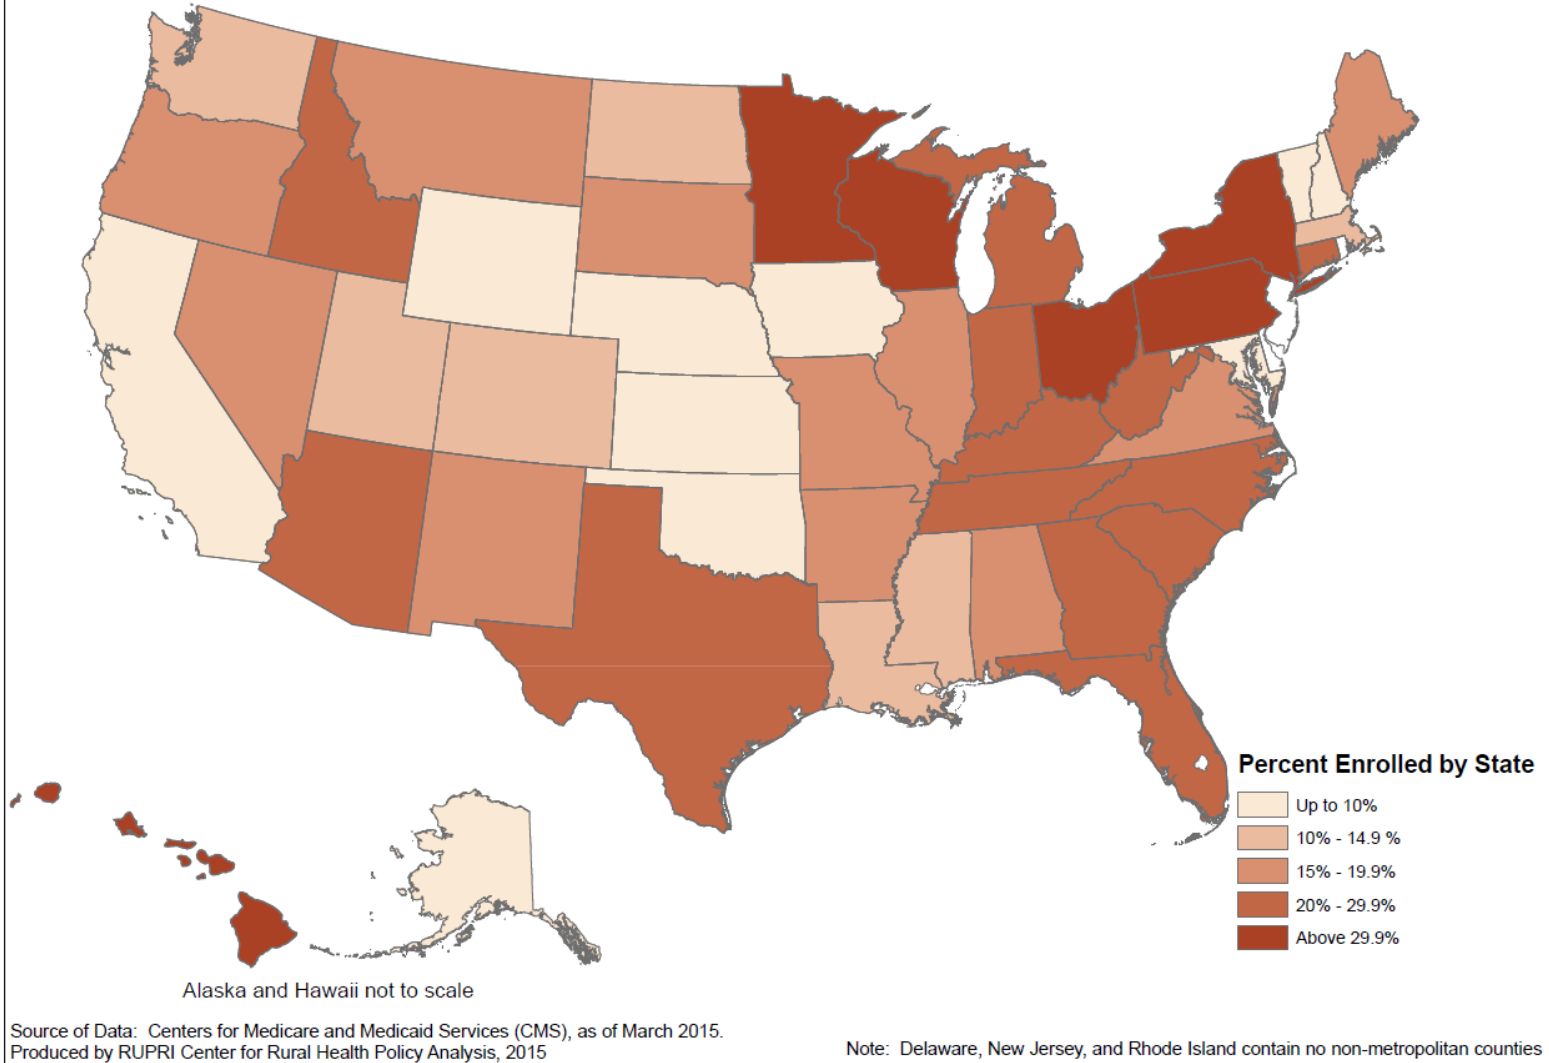 Percent Enrolled by State
Up to 10%
10% - 14.9 %
15% - 19.9%
20% - 29.9%
Above 29.9%
Alaska and Hawaii not to scale
Source of Data: Centers for Medicare and Medicaid Services (CMS), as of March 2015.
Produced by RUPRI Center for Rural Health Policy Analysis, 2015
Note: Delaware, New Jersey, and Rhode Island contain no non-metropolitan counties